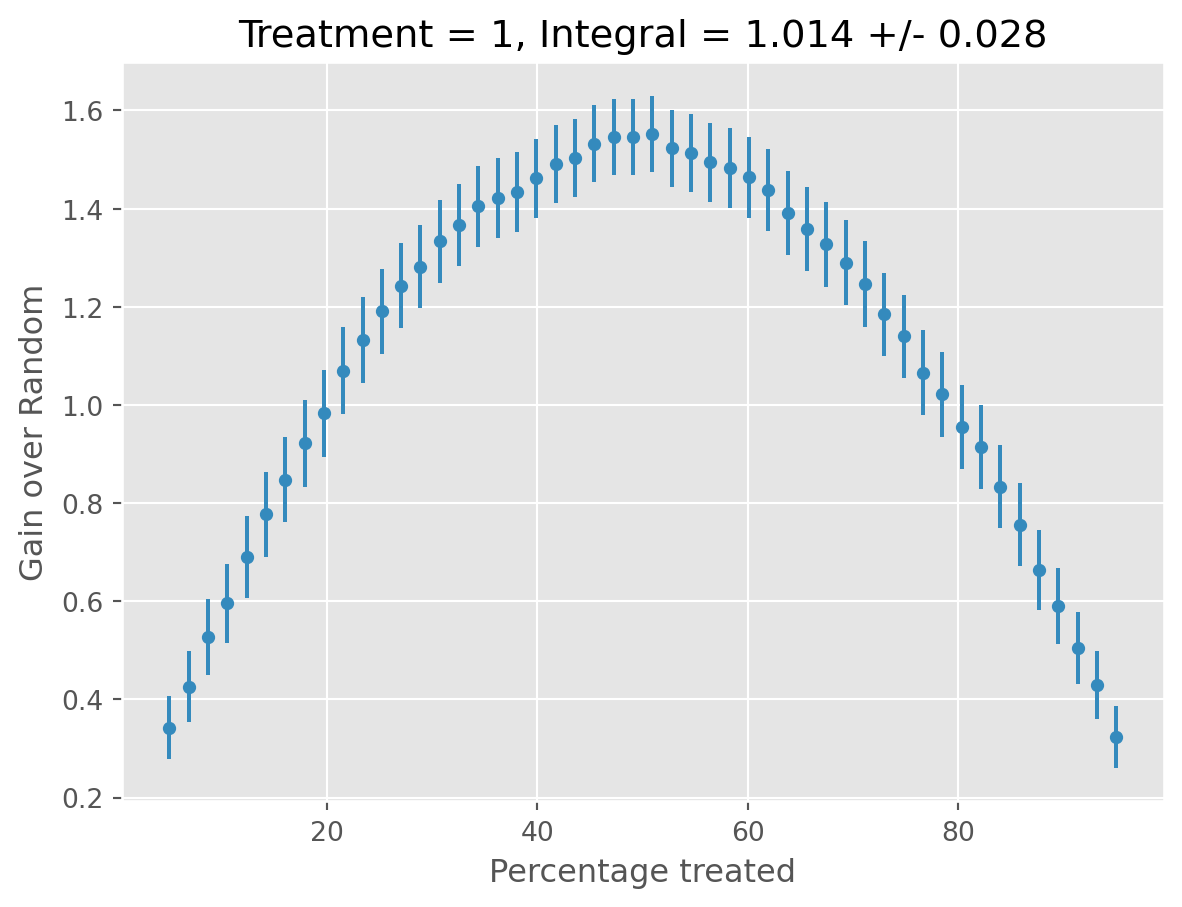 Treatment = 1, Integral = 1.014 +/- 0.028
Gain over Random
1.6
1.4
1.2
1.0
0.8
0.6
0.4
0.2
20 40 60 80
Percentage treated